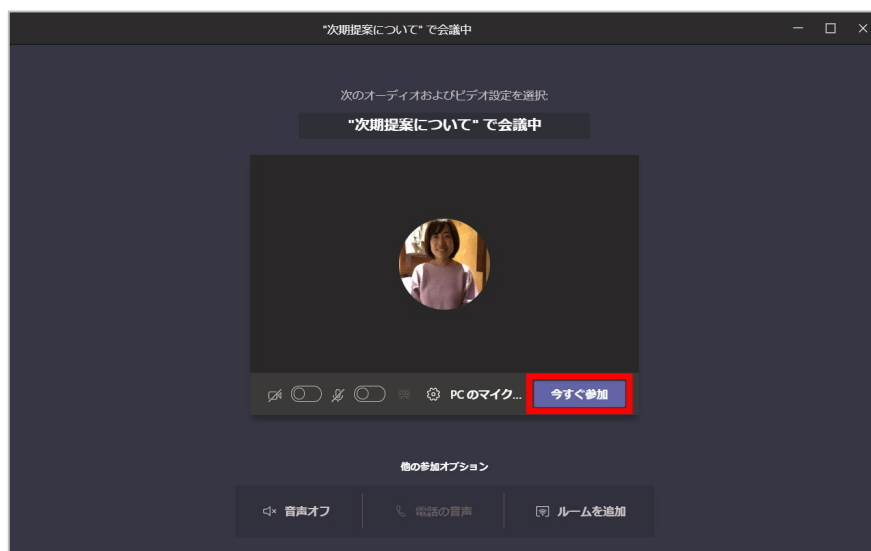 "次期提案について" で会議中
次のオーディオおよびビデオ設定を選択:
"次期提案について" で会議中
PC のマイク... 今すぐ参加
他の参加オプション
音声オフ 電話の音声 ルームを追加